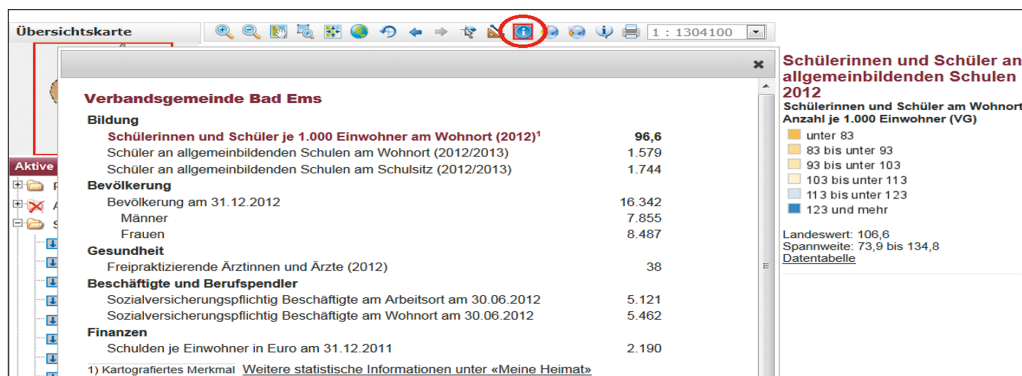 Übersichtskarte
1 : 1304100
Verbandsgemeinde Bad Ems
Bildung
Schülerinnen und Schüler je 1.000 Einwohner am Wohnort (2012)¹ 96,6
Schüler an allgemeinbildenden Schulen am Wohnort (2012/2013) 1.579
Schüler an allgemeinbildenden Schulen am Schulsitz (2012/2013) 1.744
Bevölkerung
Bevölkerung am 31.12.2012 16.342
Männer 7.855
Frauen 8.487
Gesundheit
Freipraktizierende Ärztinnen und Ärzte (2012) 38
Beschäftigte und Berufspendler
Sozialversicherungspflichtig Beschäftigte am Arbeitsort am 30.06.2012 5.121
Sozialversicherungspflichtig Beschäftigte am Wohnort am 30.06.2012 5.462
Finanzen
Schulden je Einwohner in Euro am 31.12.2011 2.190
1) Kartografiertes Merkmal Weitere statistische Informationen unter «Meine Heimat»
Aktive
Schülerinnen und Schüler an
allgemeinbildenden Schulen
2012
Schülerinnen und Schüler am Wohnort
Anzahl je 1.000 Einwohner (VG)
unter 83
83 bis unter 93
93 bis unter 103
103 bis unter 113
113 bis unter 123
123 und mehr
Landeswert: 106,6
Spannweite: 73,9 bis 134,8
Datentabelle